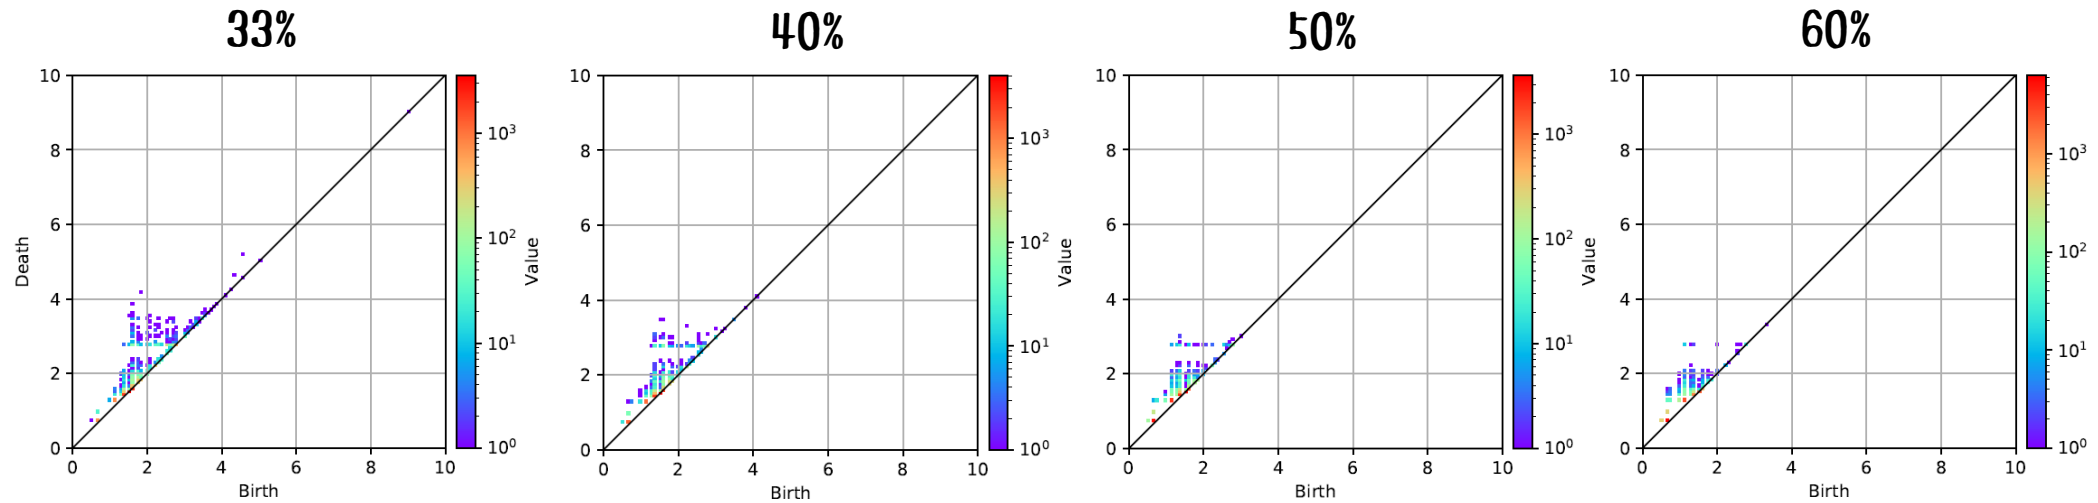 33% 40% 50% 60%
10 10 10 10
10³ 10³ 10³ 10³
8 8 8 8
6 6 6 6
Death Value Value Value
10² 10² 10² 10²
4 4 4 4
10¹ 10¹ 10¹ 10¹
2 2 2 2
0 10⁰ 0 10⁰ 0 10⁰ 0 10⁰
0 2 4 6 8 10 0 2 4 6 8 10 0 2 4 6 8 10 0 2 4 6 8 10
Birth Birth Birth Birth